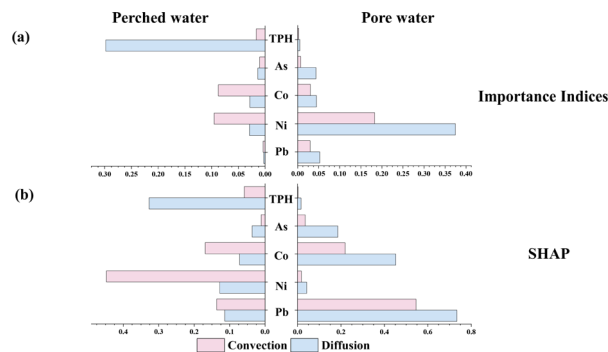 Perched water Pore water
(a)
TPH
As
Co
Ni
Pb
Importance Indices
0.30 0.25 0.20 0.15 0.10 0.05 0.00 0.00 0.05 0.10 0.15 0.20 0.25 0.30 0.35 0.40
(b)
TPH
As
Co
Ni
Pb
SHAP
0.4 0.3 0.2 0.1 0.0 0.0 0.2 0.4 0.6 0.8
Convection Diffusion